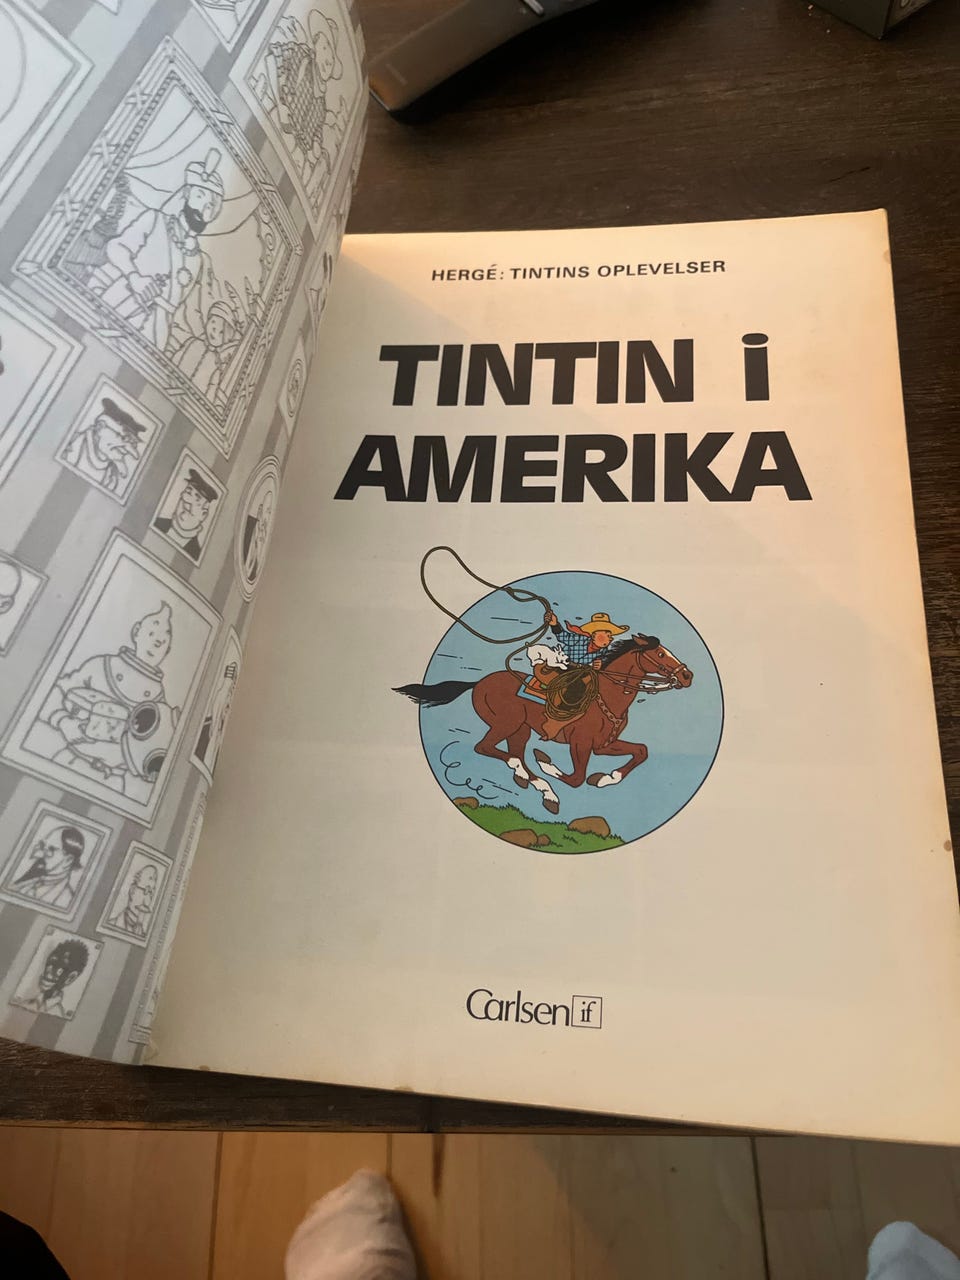 HERGÉ: TINTINS OPLEVELSER
TINTIN i
AMERIKA
Carlsen if